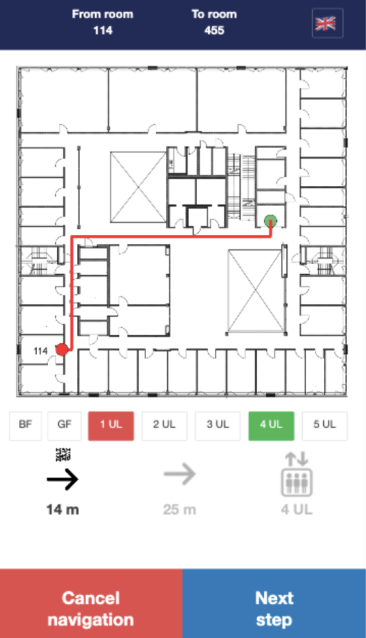 From room
114
To room
455
114
BF
GF
1 UL
2 UL
3 UL
4 UL
5 UL
14 m
25 m
4 UL
Cancel
navigation
Next
step